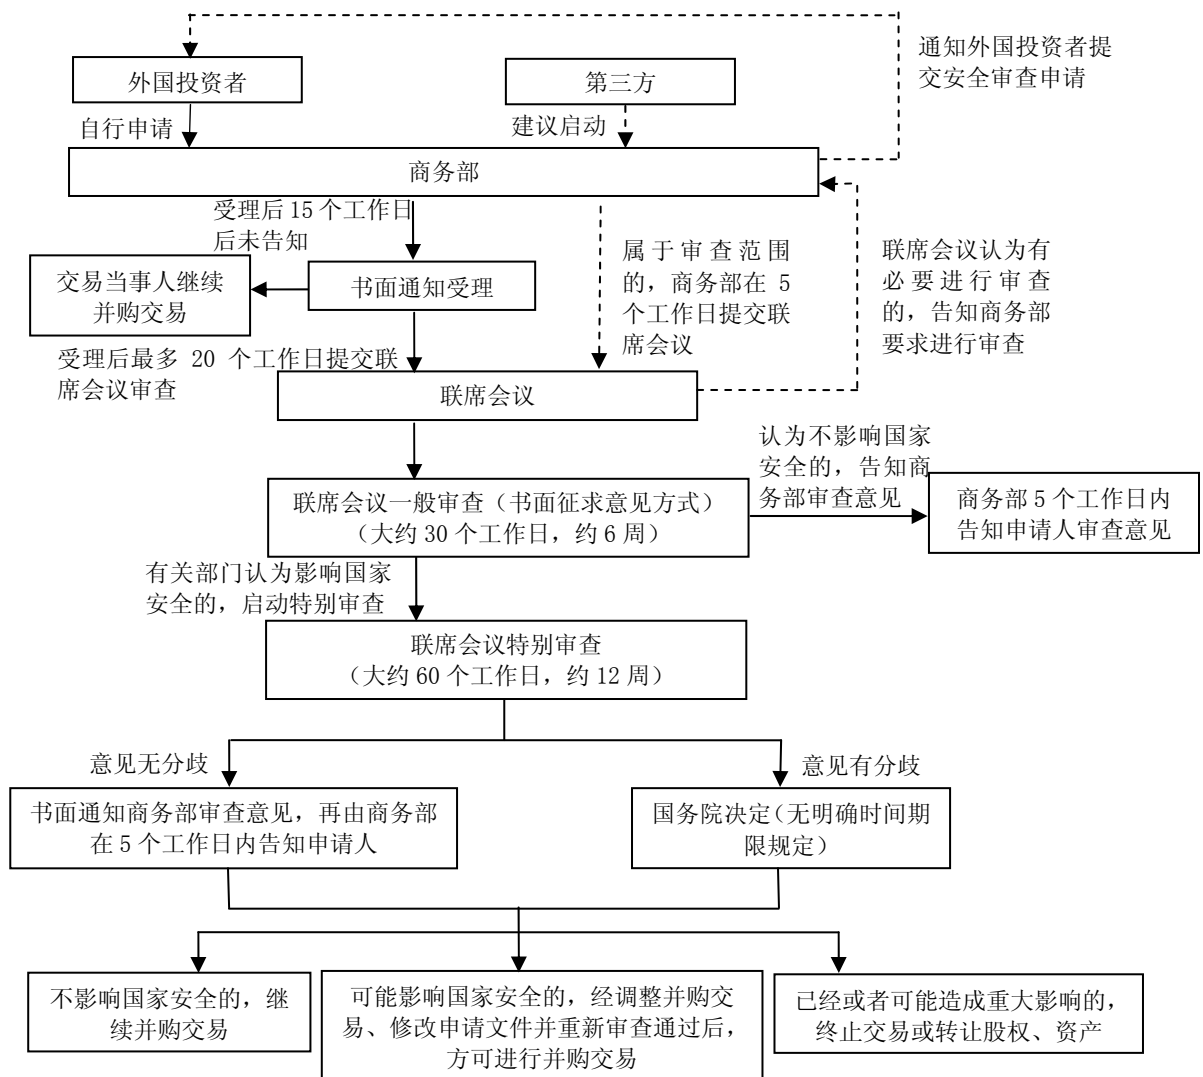 通知外国投资者提
交安全审查申请
外国投资者
第三方
自行申请
建议启动
商务部
受理后 15 个工作日
后未告知
属于审查范围
的，商务部在 5
个工作日提交联
席会议
联席会议认为有
必要进行审查
的，告知商务部
要求进行审查
交易当事人继续
并购交易
书面通知受理
受理后最多 20 个工作日提交联
席会议审查
联席会议
认为不影响国家
安全的，告知商
务部审查意见
联席会议一般审查（书面征求意见方式）
（大约 30 个工作日，约 6 周）
商务部 5 个工作日内
告知申请人审查意见
有关部门认为影响国家
安全的，启动特别审查
联席会议特别审查
（大约 60 个工作日，约 12 周）
意见无分歧
意见有分歧
书面通知商务部审查意见，再由商务部
在 5 个工作日内告知申请人
国务院决定（无明确时间期
限规定）
不影响国家安全的，继
续并购交易
可能影响国家安全的，经调整并购交
易、修改申请文件并重新审查通过后，
方可进行并购交易
已经或者可能造成重大影响的，
终止交易或转让股权、资产